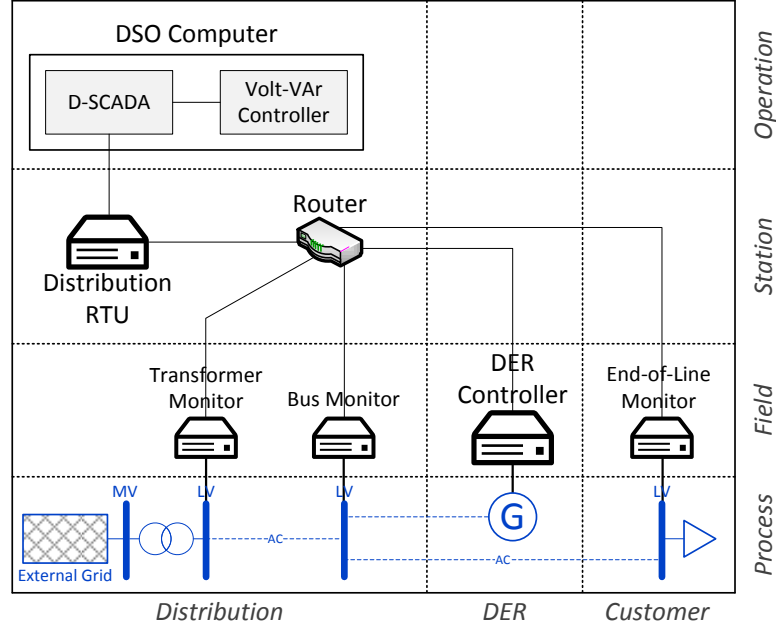 DSO Computer
D-SCADA
Volt-VAr
Controller
Operation
Router
Distribution
RTU
Station
Transformer
Monitor
Bus Monitor
DER
Controller
End-of-Line
Monitor
Field
MV
LV
LV
LV
G
AC
AC
External Grid
Process
Distribution
DER
Customer